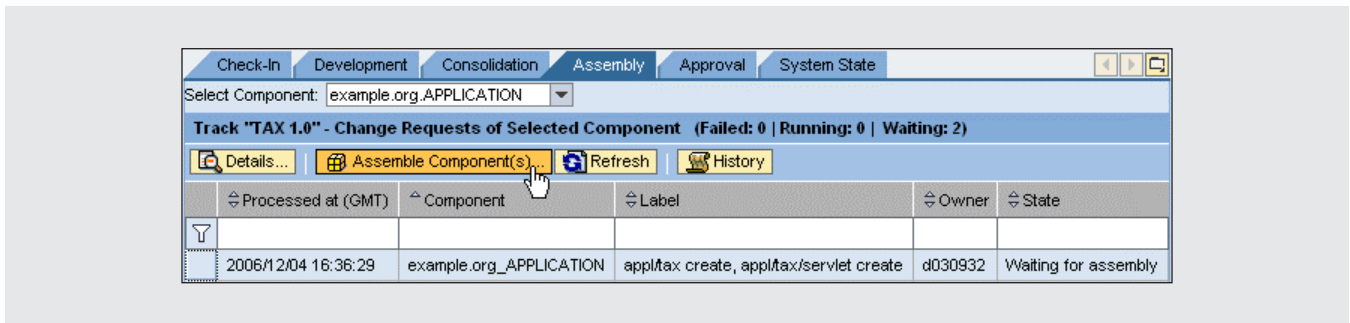 Check-In Development Consolidation Assembly Approval System State
Select Component: example.org.APPLICATION
Track "TAX 1.0" - Change Requests of Selected Component (Failed: 0 | Running: 0 | Waiting: 2)
Details... Assemble Component(s)... Refresh History
Processed at (GMT) Component Label Owner State
2006/12/04 16:36:29 example.org_APPLICATION appl/tax create, appl/tax/servlet create d030932 Waiting for assembly